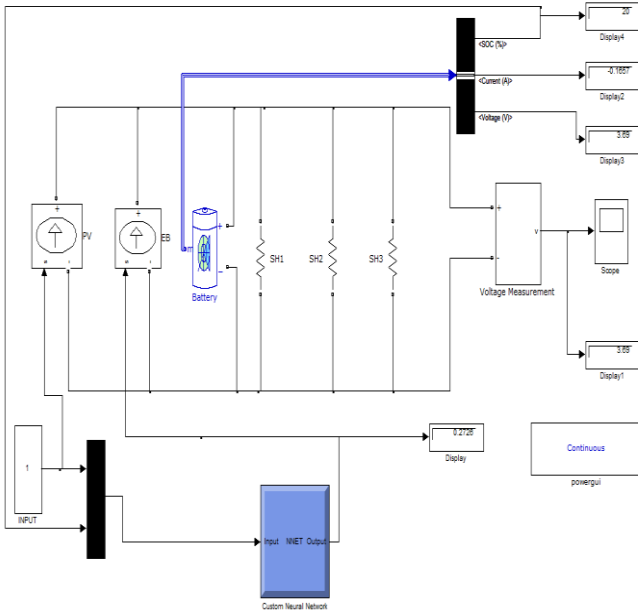 20
Display4
<SOC (%)>
-0.1667
<Current (A)>
Display2
<Voltage (V)>
3.69
Display3
+
PV
+
EB
+
m
Battery
-
SH1
SH2
SH3
+
v
-
Voltage Measurement
Scope
3.69
Display1
0.2726
Display
Continuous
powergui
1
INPUT
Input NNET Output
Custom Neural Network